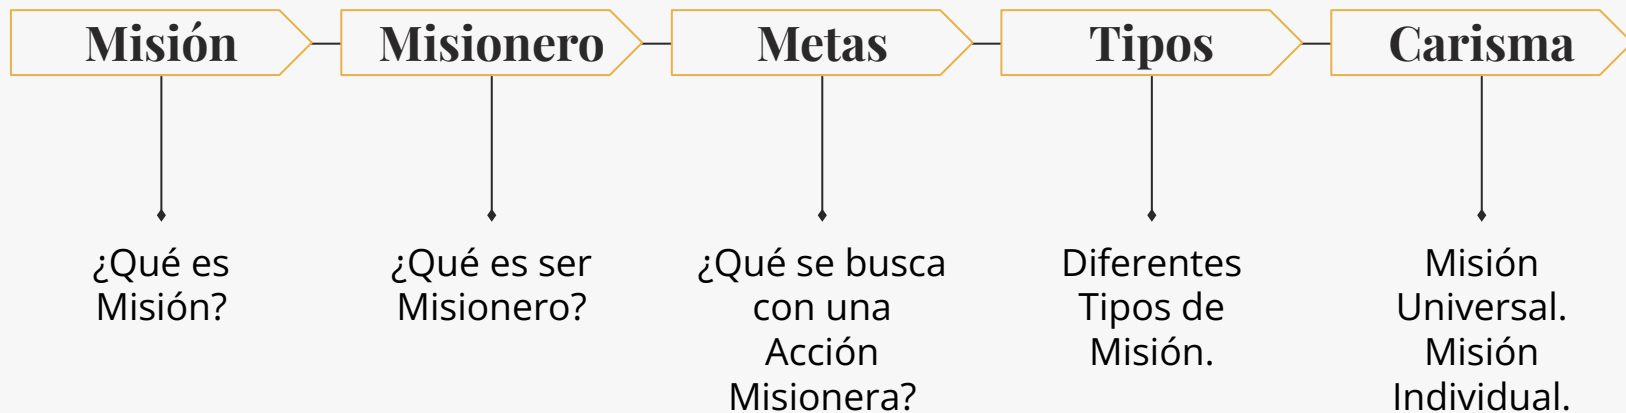 Misión
Misionero
Metas
Tipos
Carisma
¿Qué es
Misión?
¿Qué es ser
Misionero?
¿Qué se busca
con una
Acción
Misionera?
Diferentes
Tipos de
Misión.
Misión
Universal.
Misión
Individual.